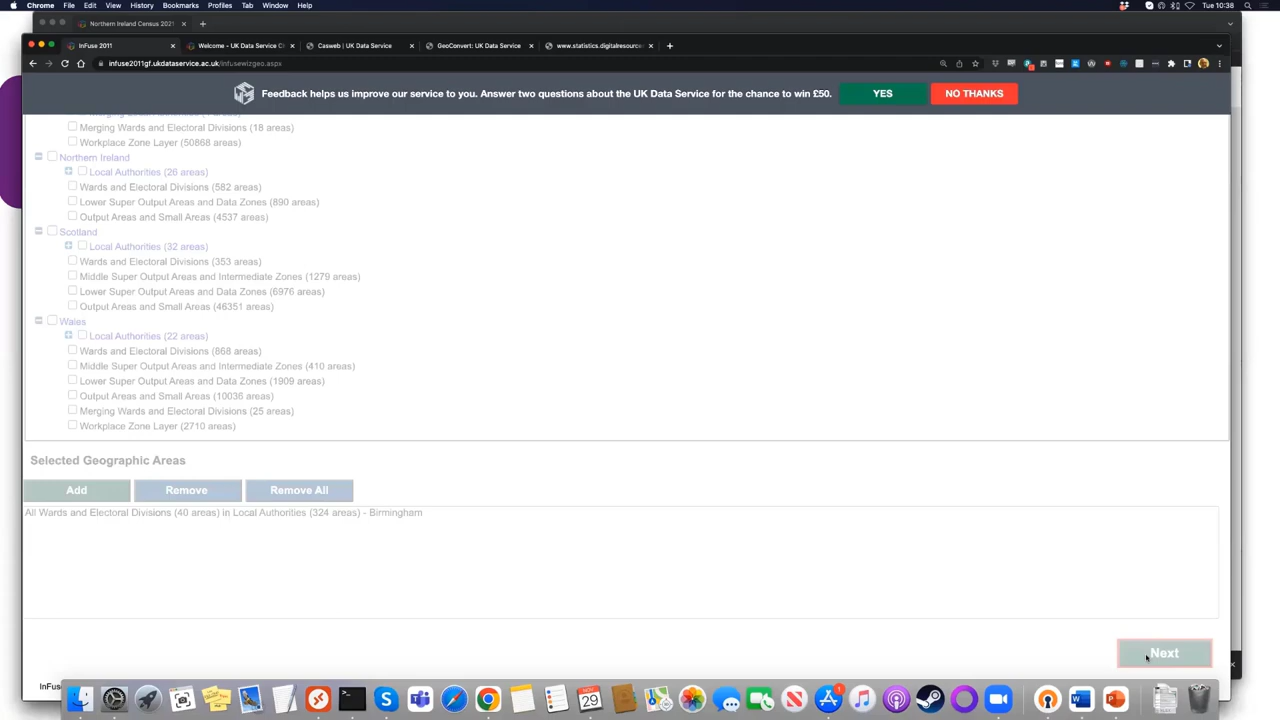 Chrome File Edit View History Bookmarks Profiles Tab Window Help Tue 10:38
Northern Ireland Census 2021
InFuse 2011 Welcome - UK Data Service C Casweb | UK Data Service GeoConvert: UK Data Service www.statistics.digitalresource
infuse2011gf.ukdataservice.ac.uk/infusewizgeo.aspx
Feedback helps us improve our service to you. Answer two questions about the UK Data Service for the chance to win £50. YES NO THANKS
Merging Wards and Electoral Divisions (18 areas)
Workplace Zone Layer (50868 areas)
Northern Ireland
Local Authorities (26 areas)
Wards and Electoral Divisions (582 areas)
Lower Super Output Areas and Data Zones (890 areas)
Output Areas and Small Areas (4537 areas)
Scotland
Local Authorities (32 areas)
Wards and Electoral Divisions (353 areas)
Middle Super Output Areas and Intermediate Zones (1279 areas)
Lower Super Output Areas and Data Zones (6976 areas)
Output Areas and Small Areas (46351 areas)
Wales
Local Authorities (22 areas)
Wards and Electoral Divisions (868 areas)
Middle Super Output Areas and Intermediate Zones (410 areas)
Lower Super Output Areas and Data Zones (1909 areas)
Output Areas and Small Areas (10036 areas)
Merging Wards and Electoral Divisions (25 areas)
Workplace Zone Layer (2710 areas)
Selected Geographic Areas
Add Remove Remove All
All Wards and Electoral Divisions (40 areas) in Local Authorities (324 areas) - Birmingham
Next
InFu
NOV
29